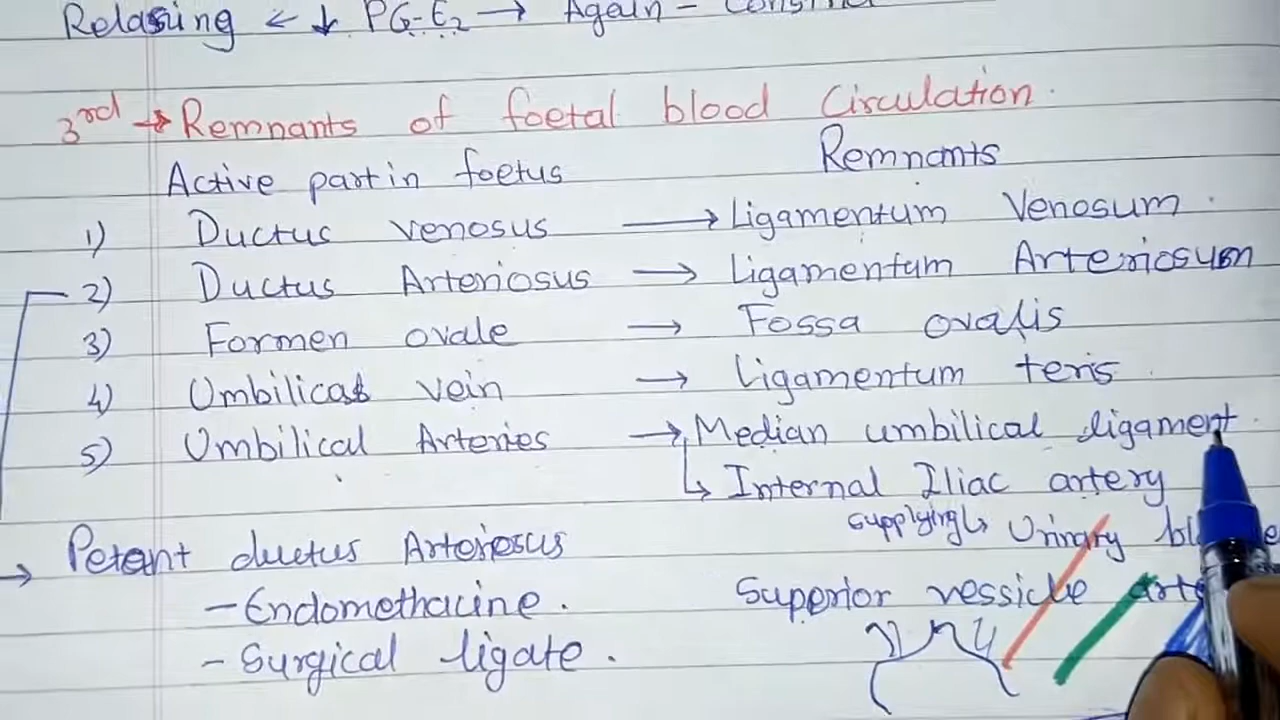 Relaxing ← ↓ PG-E₂ → Again -
3rd → Remnants of foetal blood Circulation.
Active part in foetus Remnants
1) Ductus venosus → Ligamentum Venosum.
2) Ductus Arteriosus → Ligamentum Arteriosum
3) Formen ovale → Fossa ovalis
4) Umbilical vein → Ligamentum teris.
5) Umbilical Arteries → Median umbilical ligament.
↳ Internal Iliac artery
supplying ↳ Urinary
→ Petent ductus Arteriosus
- Endomethacine.
Superior vessicle
- Surgical ligate.